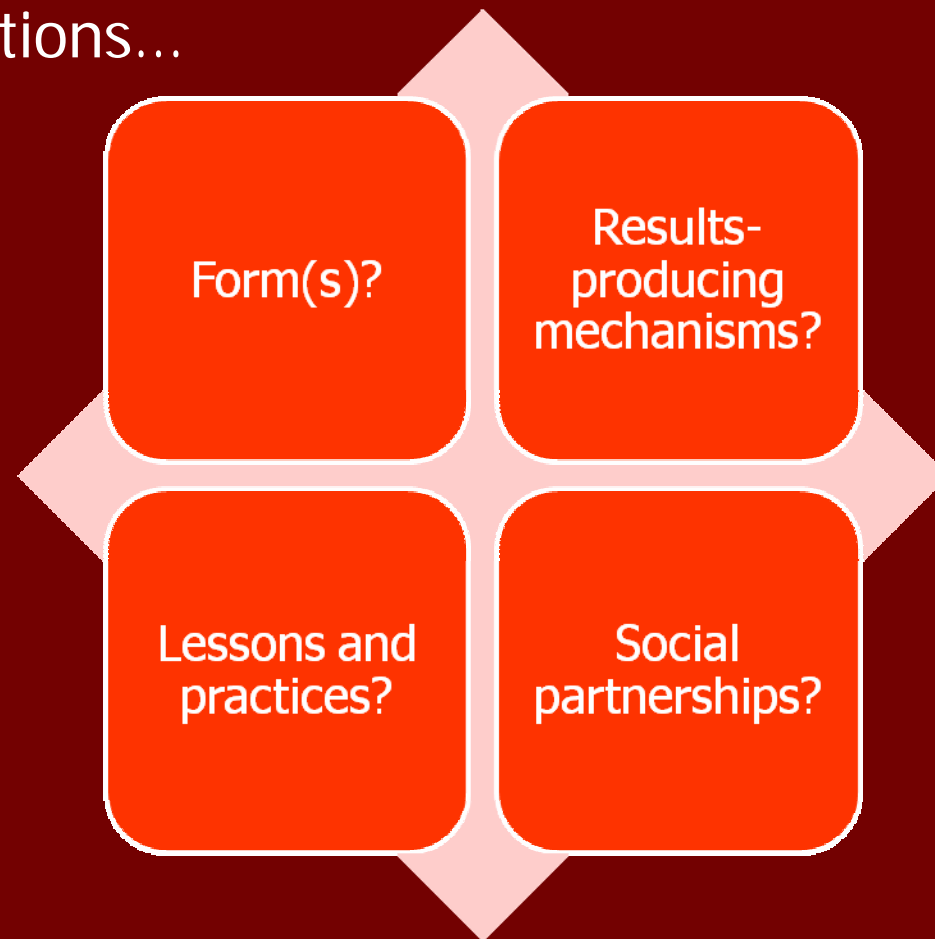 tions...
Form(s)?
Results-
producing
mechanisms?
Lessons and
practices?
Social
partnerships?